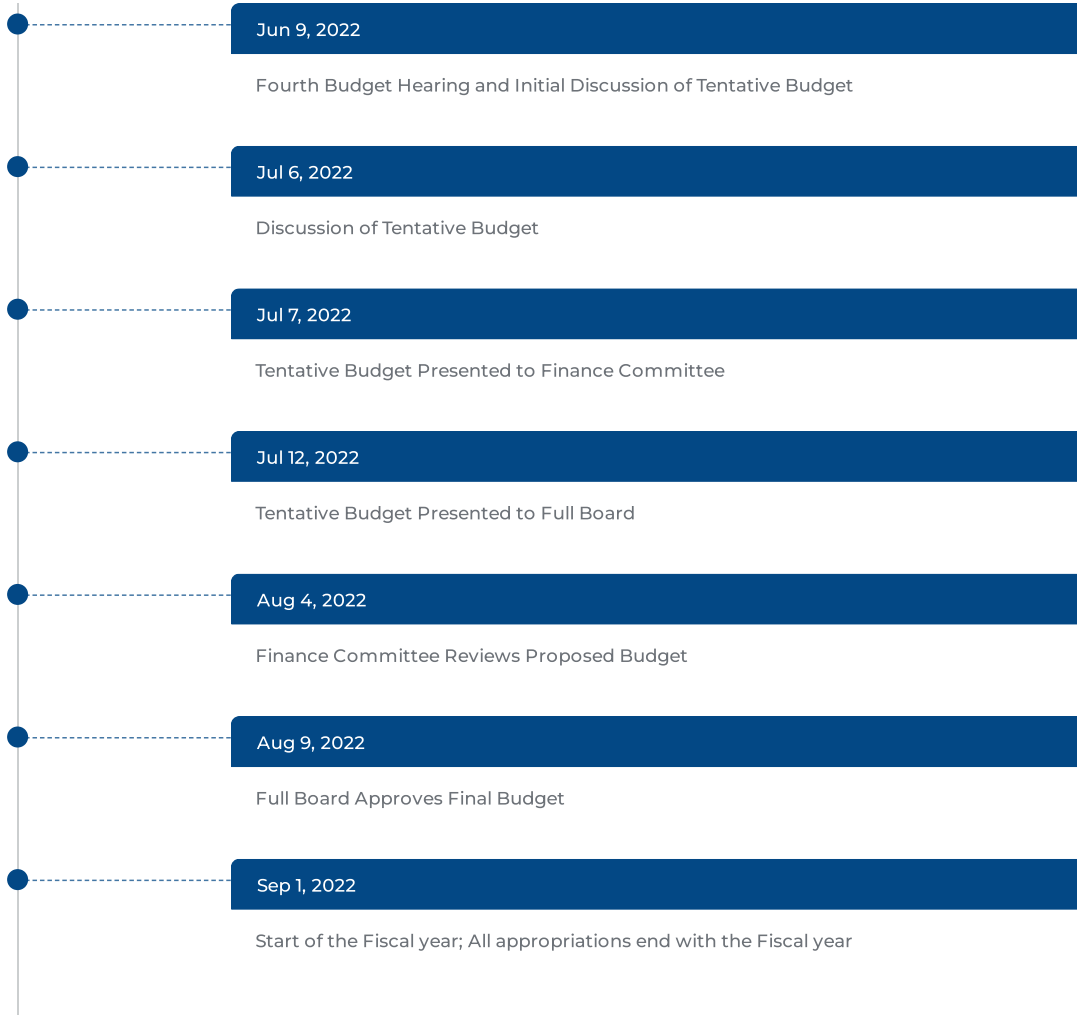 Jun 9, 2022
Fourth Budget Hearing and Initial Discussion of Tentative Budget
Jul 6, 2022
Discussion of Tentative Budget
Jul 7, 2022
Tentative Budget Presented to Finance Committee
Jul 12, 2022
Tentative Budget Presented to Full Board
Aug 4, 2022
Finance Committee Reviews Proposed Budget
Aug 9, 2022
Full Board Approves Final Budget
Sep 1, 2022
Start of the Fiscal year; All appropriations end with the Fiscal year